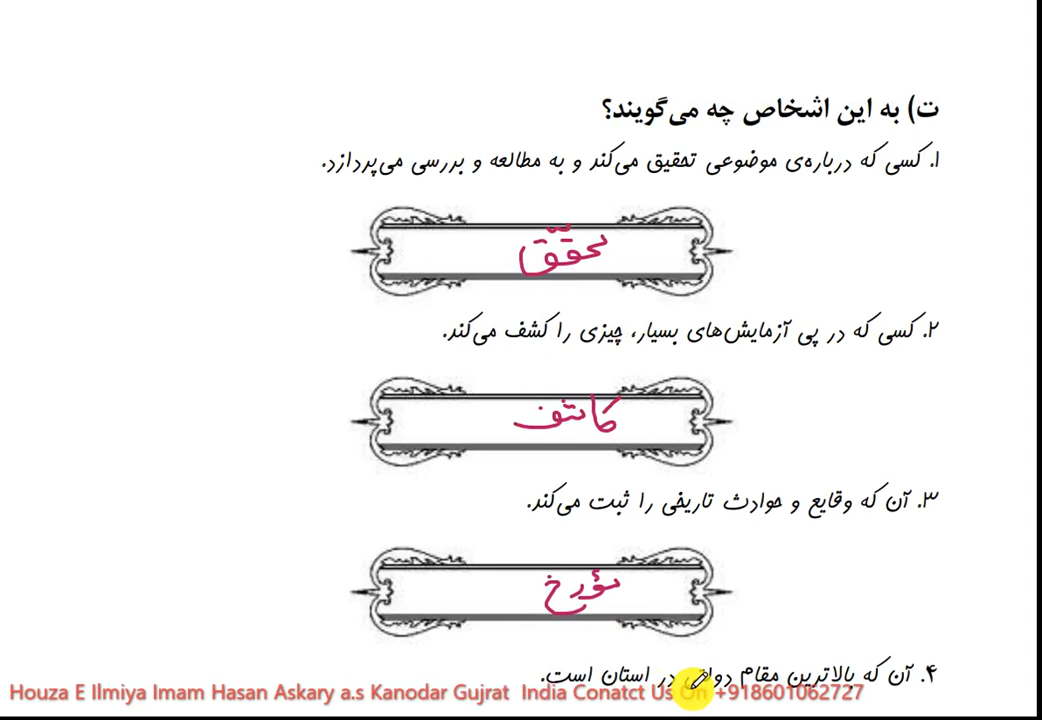 ت) به این اشخاص چه می‌گویند؟
۱. کسی که درباره‌ی موضوعی تحقیق می‌کند و به مطالعه و بررسی می‌پردازد.
محقّق
۲. کسی که در پی آزمایش‌های بسیار، چیزی را کشف می‌کند.
کاشف
۳. آن که وقایع و حوادث تاریخی را ثبت می‌کند.
مؤرخ
۴. آن که بالاترین مقام در استان است.
Houza E Ilmiya Imam Hasan Askary a.s Kanodar Gujrat India Conatct Us On +918601062727